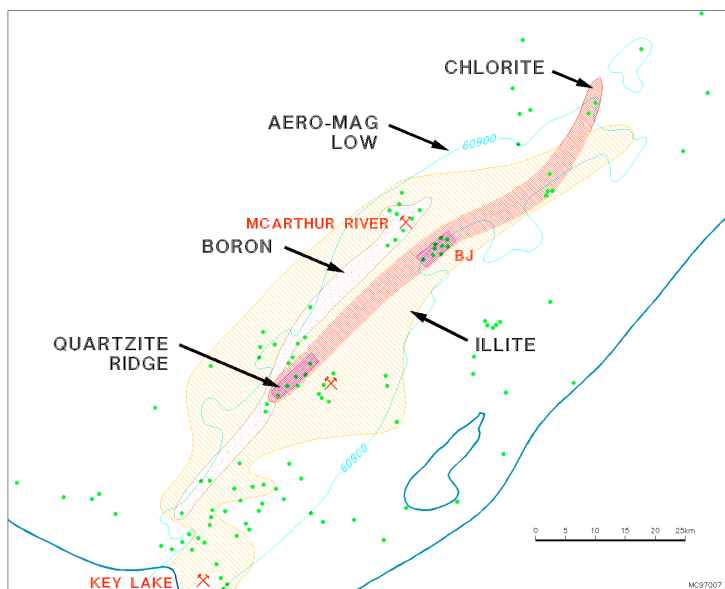 CHLORITE
AERO-MAG
LOW
60900
MCARTHUR RIVER
BORON
BJ
QUARTZITE
RIDGE
ILLITE
60900
0 5 10 15 20 25km
KEY LAKE
MC97007